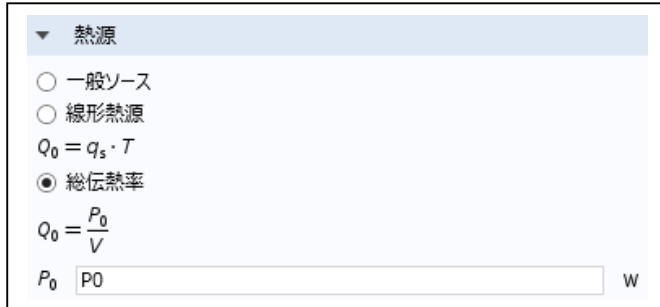 熱源
一般ソース
線形熱源
Q₀ = qₛ · T
総伝熱率
Q₀ = P₀/V
P₀ P0 W